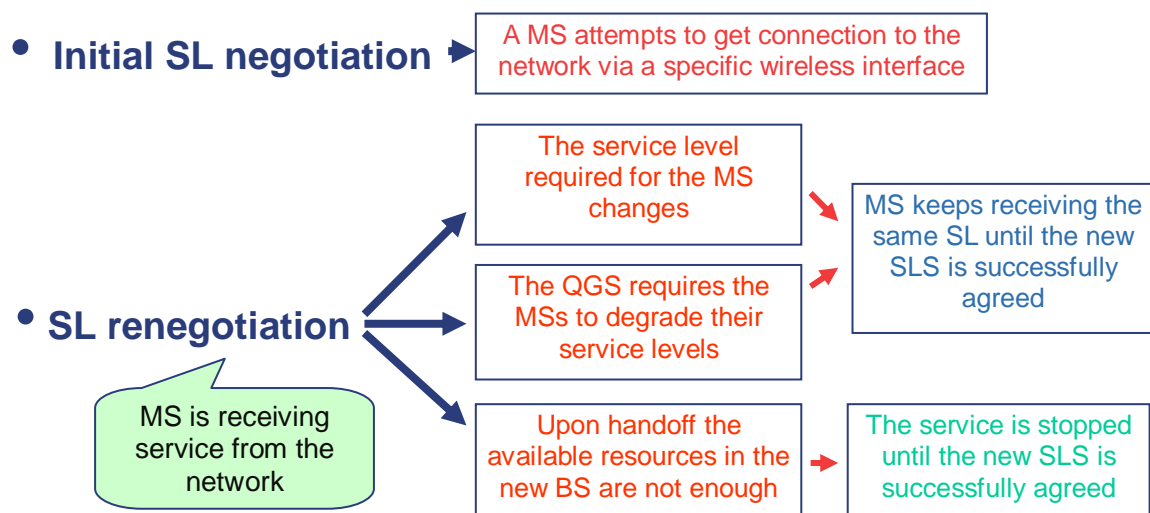 • Initial SL negotiation
A MS attempts to get connection to the
network via a specific wireless interface
The service level
required for the MS
changes
MS keeps receiving the
same SL until the new
SLS is successfully
agreed
The QGS requires the
MSs to degrade their
service levels
• SL renegotiation
MS is receiving
service from the
network
Upon handoff the
available resources in the
new BS are not enough
The service is stopped
until the new SLS is
successfully agreed